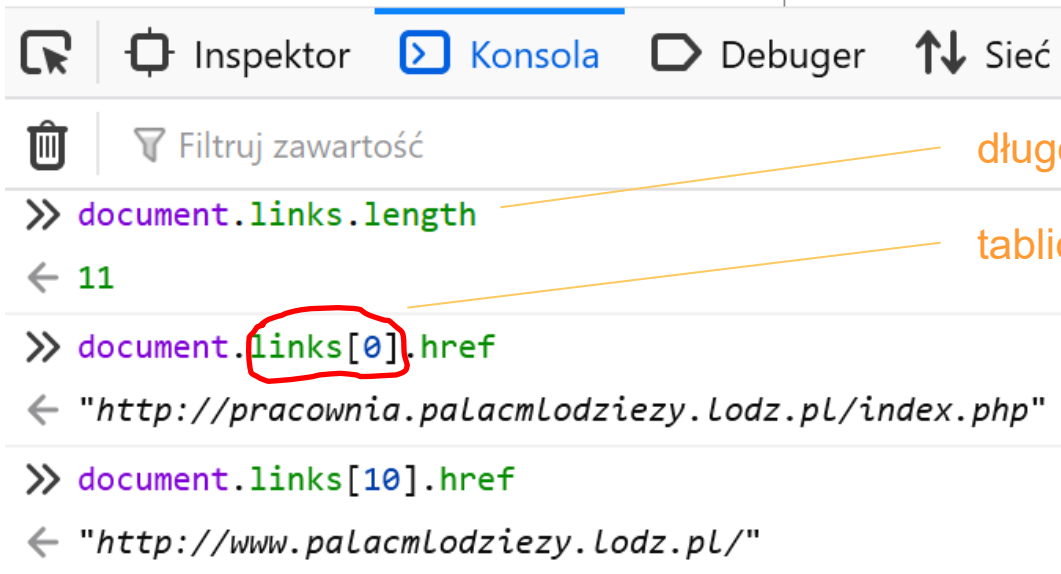 Inspektor Konsola Debuger Sieć
Filtruj zawartość
>> document.links.length
← 11
>> document.links[0].href
← "http://pracownia.palacmlodziezy.lodz.pl/index.php"
>> document.links[10].href
← "http://www.palacmlodziezy.lodz.pl/"